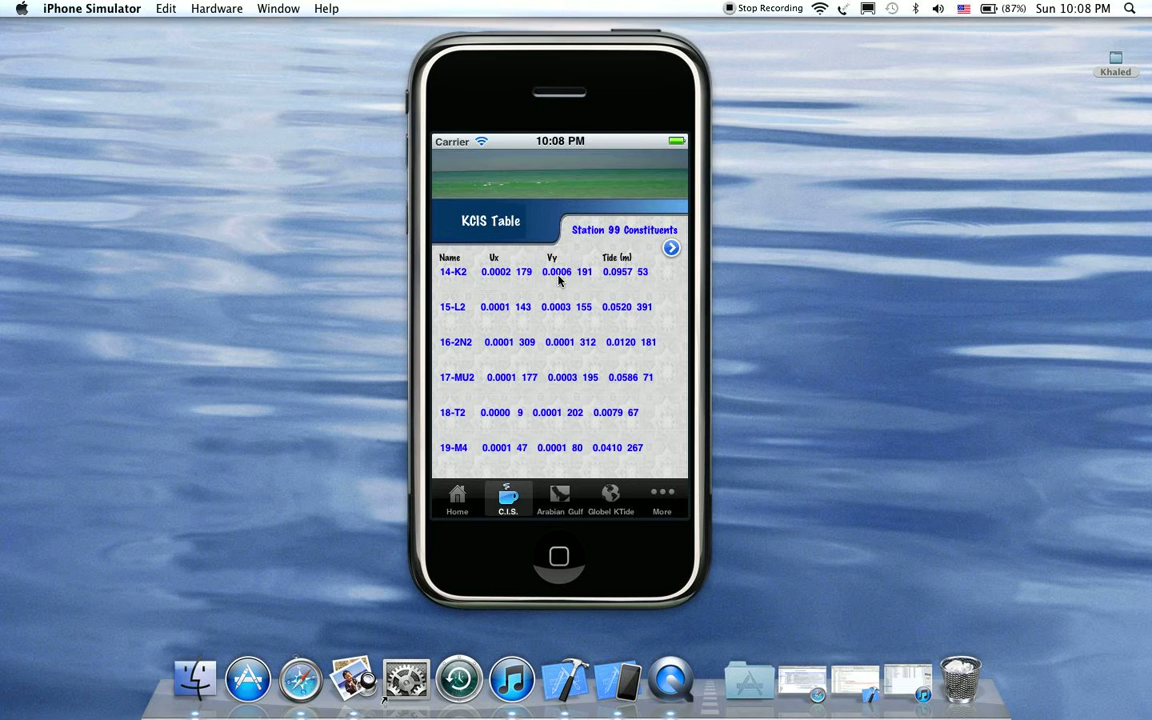 iPhone Simulator Edit Hardware Window Help Stop Recording (87%) Sun 10:08 PM
Khaled
Carrier 10:08 PM
KCIS Table
Station 99 Constituents
Name Ux Vy Tide (m)
14-K2 0.0002 179 0.0006 191 0.0957 53
15-L2 0.0001 143 0.0003 155 0.0520 391
16-2N2 0.0001 309 0.0001 312 0.0120 181
17-MU2 0.0001 177 0.0003 195 0.0586 71
18-T2 0.0000 9 0.0001 202 0.0079 67
19-M4 0.0001 47 0.0001 80 0.0410 267
Home C.I.S. Arabian Gulf Globel KTide More